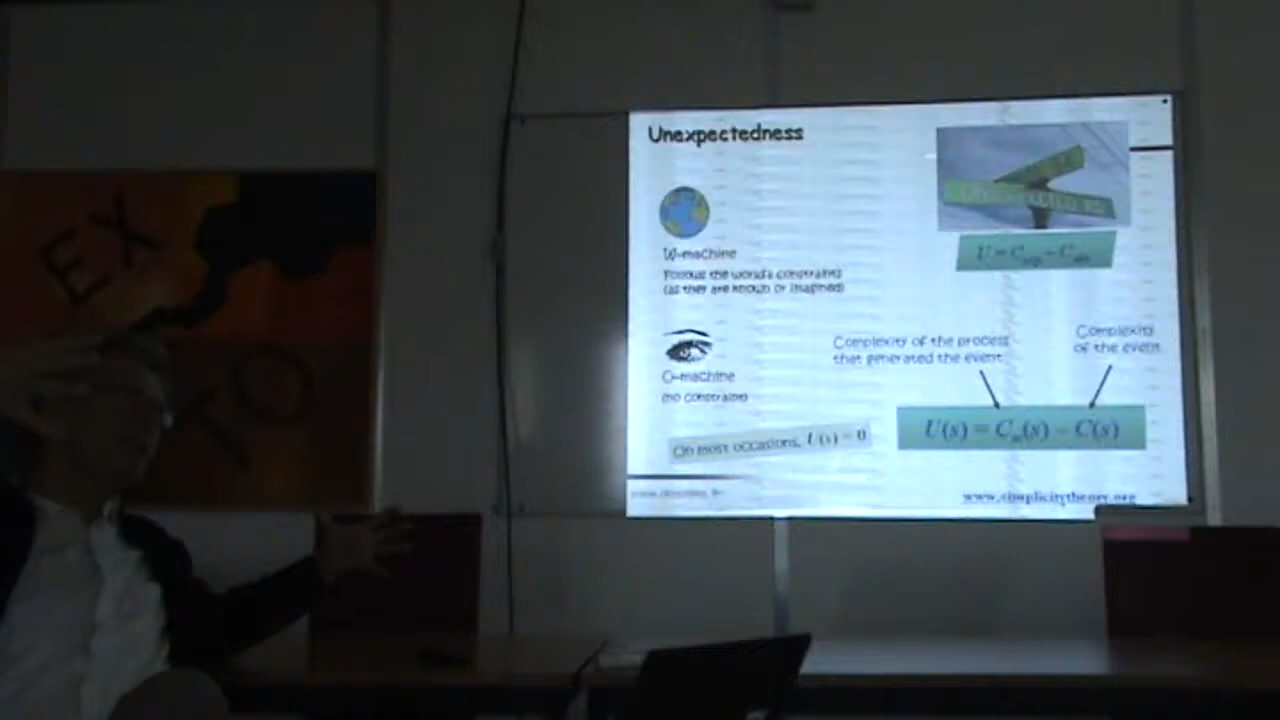 EX
TO
Unexpectedness
W-machine
Follows the world's constraints
(as they are known or imagined)
O-machine
(no constraint)
On most occasions, U(s) = 0
Complexity of the process
that generated the event
Complexity
of the event
U(s) = Cw(s) – C(s)
www.simplicitytheory.org